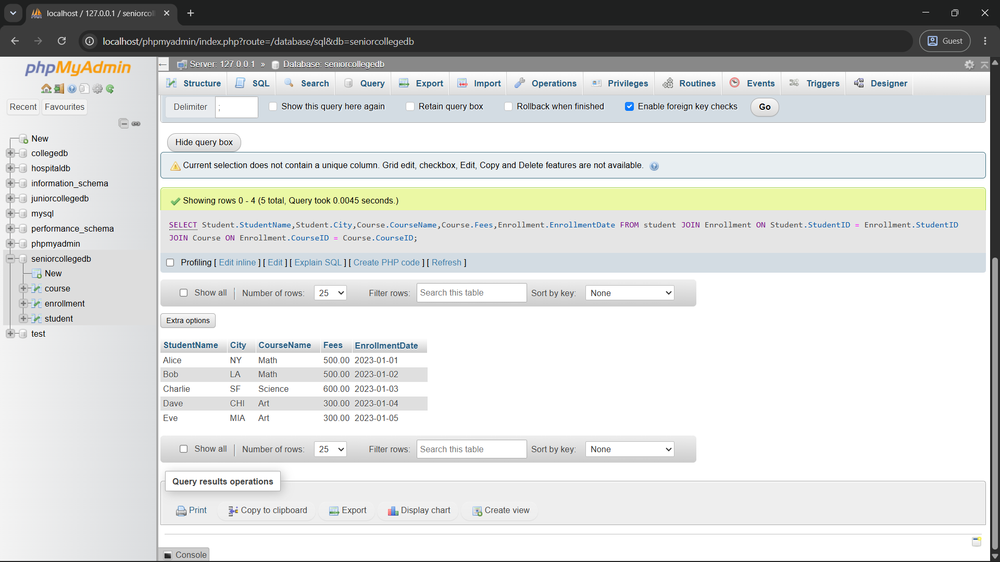 localhost / 127.0.0.1 / seniorcoll
localhost/phpmyadmin/index.php?route=/database/sql&db=seniorcollegedb
Guest
phpMyAdmin
Recent Favourites
New
collegedb
hospitaldb
information_schema
juniorcollegedb
mysql
performance_schema
phpmyadmin
seniorcollegedb
New
course
enrollment
student
test
Server: 127.0.0.1 » Database: seniorcollegedb
Structure SQL Search Query Export Import Operations Privileges Routines Events Triggers Designer
Delimiter ; Show this query here again Retain query box Rollback when finished Enable foreign key checks Go
Hide query box
Current selection does not contain a unique column. Grid edit, checkbox, Edit, Copy and Delete features are not available.
Showing rows 0 - 4 (5 total, Query took 0.0045 seconds.)
SELECT Student.StudentName,Student.City,Course.CourseName,Course.Fees,Enrollment.EnrollmentDate FROM student JOIN Enrollment ON Student.StudentID = Enrollment.StudentID
JOIN Course ON Enrollment.CourseID = Course.CourseID;
Profiling [ Edit inline ] [ Edit ] [ Explain SQL ] [ Create PHP code ] [ Refresh ]
Show all Number of rows: 25 Filter rows: Search this table Sort by key: None
Extra options
StudentName City CourseName Fees EnrollmentDate
Alice NY Math 500.00 2023-01-01
Bob LA Math 500.00 2023-01-02
Charlie SF Science 600.00 2023-01-03
Dave CHI Art 300.00 2023-01-04
Eve MIA Art 300.00 2023-01-05
Show all Number of rows: 25 Filter rows: Search this table Sort by key: None
Query results operations
Print Copy to clipboard Export Display chart Create view
Console